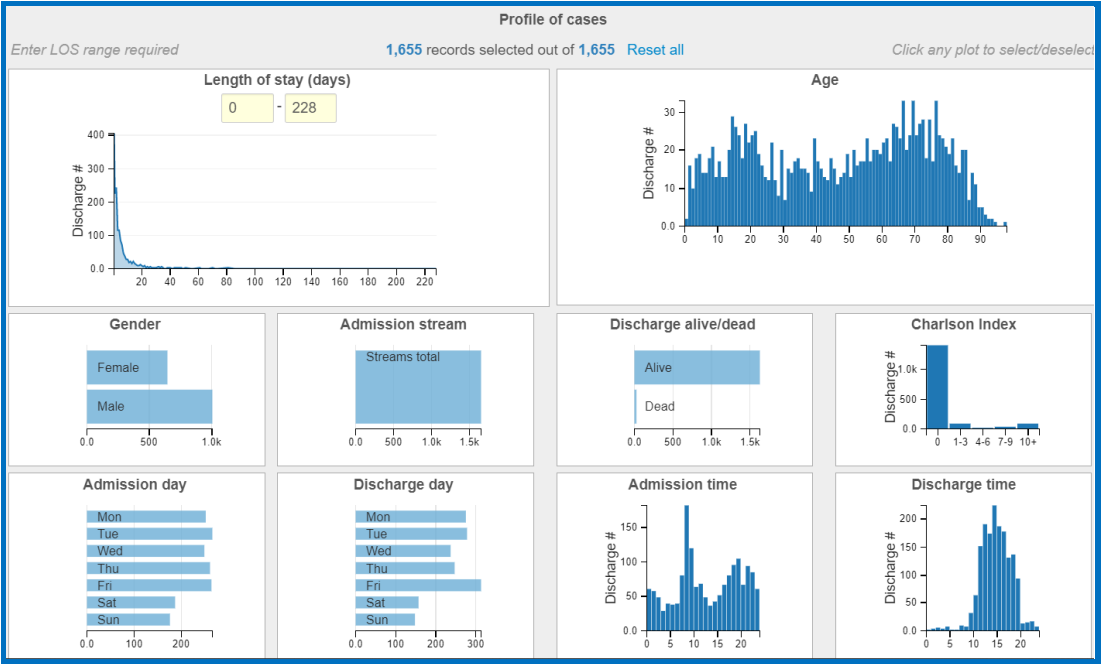 Profile of cases
Enter LOS range required
1,655 records selected out of 1,655 Reset all
Click any plot to select/deselect
Length of stay (days)
0 - 228
Discharge #
400
300
200
100
0.0
20 40 60 80 100 120 140 160 180 200 220
Age
Discharge #
30
20
10
0.0
0 10 20 30 40 50 60 70 80 90
Gender
Female
Male
0.0 500 1.0k
Admission stream
Streams total
0.0 500 1.0k 1.5k
Discharge alive/dead
Alive
Dead
0.0 500 1.0k 1.5k
Charlson Index
Discharge #
1.0k
500
0.0
0 1-3 4-6 7-9 10+
Admission day
Mon
Tue
Wed
Thu
Fri
Sat
Sun
0.0 100 200
Discharge day
Mon
Tue
Wed
Thu
Fri
Sat
Sun
0.0 100 200 300
Admission time
Discharge #
150
100
50
0.0
0 5 10 15 20
Discharge time
Discharge #
200
150
100
50
0.0
0 5 10 15 20